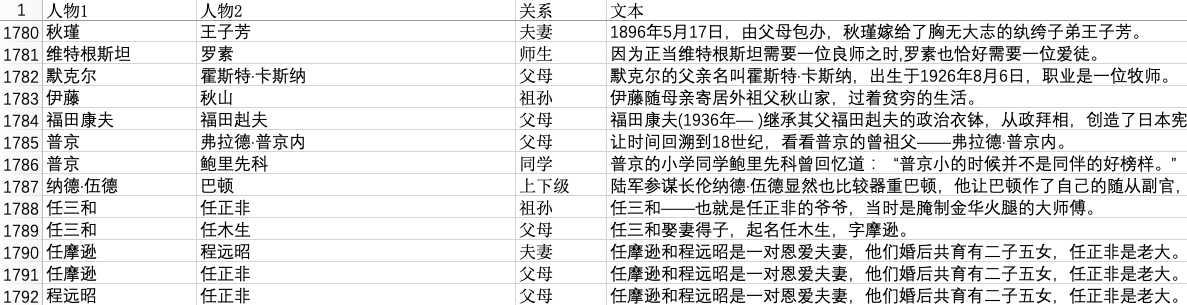 1 人物1 人物2 关系 文本
1780 秋瑾 王子芳 夫妻 1896年5月17日，由父母包办，秋瑾嫁给了胸无大志的纨绔子弟王子芳。
1781 维特根斯坦 罗素 师生 因为正当维特根斯坦需要一位良师之时,罗素也恰好需要一位爱徒。
1782 默克尔 霍斯特·卡斯纳 父母 默克尔的父亲名叫霍斯特·卡斯纳，出生于1926年8月6日，职业是一位牧师。
1783 伊藤 秋山 祖孙 伊藤随母亲寄居外祖父秋山家，过着贫穷的生活。
1784 福田康夫 福田赳夫 父母 福田康夫(1936年— )继承其父福田赳夫的政治衣钵，从政拜相，创造了日本宪
1785 普京 弗拉德·普京内 父母 让时间回溯到18世纪，看看普京的曾祖父——弗拉德·普京内。
1786 普京 鲍里先科 同学 普京的小学同学鲍里先科曾回忆道：“普京小的时候并不是同伴的好榜样。”
1787 纳德·伍德 巴顿 上下级 陆军参谋长伦纳德·伍德显然也比较器重巴顿，他让巴顿作了自己的随从副官，
1788 任三和 任正非 祖孙 任三和——也就是任正非的爷爷，当时是腌制金华火腿的大师傅。
1789 任三和 任木生 父母 任三和娶妻得子，起名任木生，字摩逊。
1790 任摩逊 程远昭 夫妻 任摩逊和程远昭是一对恩爱夫妻，他们婚后共育有二子五女，任正非是老大。
1791 任摩逊 任正非 父母 任摩逊和程远昭是一对恩爱夫妻，他们婚后共育有二子五女，任正非是老大。
1792 程远昭 任正非 父母 任摩逊和程远昭是一对恩爱夫妻，他们婚后共育有二子五女，任正非是老大。